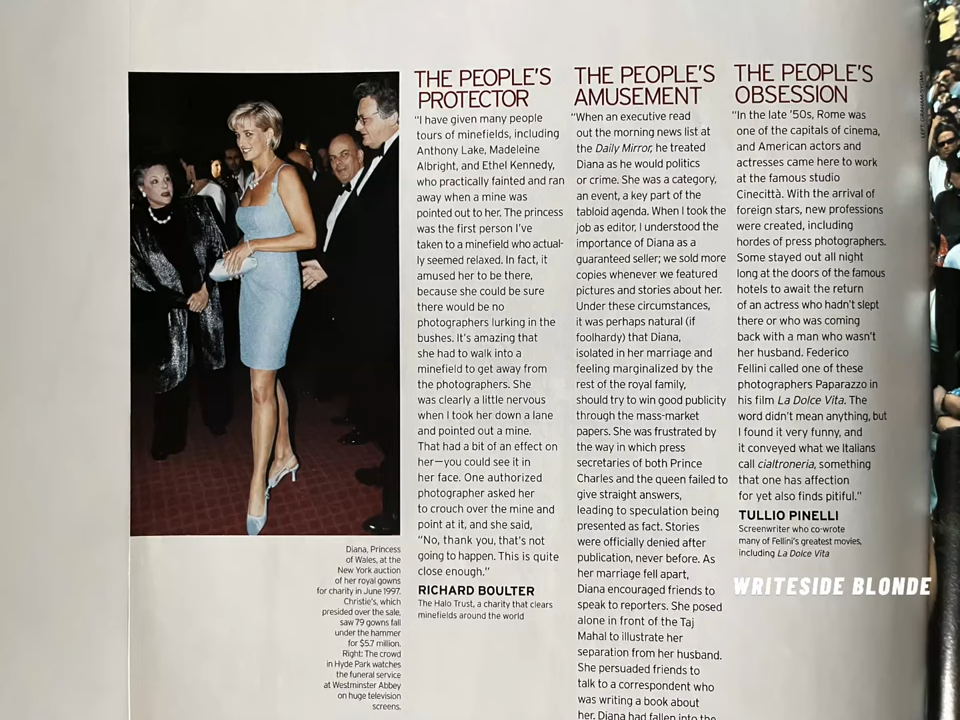 Diana, Princess
of Wales, at the
New York auction
of her royal gowns
for charity in June 1997.
Christie's, which
presided over the sale,
saw 79 gowns fall
under the hammer
for $5.7 million.
Right: The crowd
in Hyde Park watches
the funeral service
at Westminster Abbey
on huge television
screens.
THE PEOPLE'S
PROTECTOR
"I have given many people
tours of minefields, including
Anthony Lake, Madeleine
Albright, and Ethel Kennedy,
who practically fainted and ran
away when a mine was
pointed out to her. The princess
was the first person I've
taken to a minefield who actual-
ly seemed relaxed. In fact, it
amused her to be there,
because she could be sure
there would be no
photographers lurking in the
bushes. It's amazing that
she had to walk into a
minefield to get away from
the photographers. She
was clearly a little nervous
when I took her down a lane
and pointed out a mine.
That had a bit of an effect on
her—you could see it in
her face. One authorized
photographer asked her
to crouch over the mine and
point at it, and she said,
"No, thank you, that's not
going to happen. This is quite
close enough."
RICHARD BOULTER
The Halo Trust, a charity that clears
minefields around the world
THE PEOPLE'S
AMUSEMENT
"When an executive read
out the morning news list at
the Daily Mirror, he treated
Diana as he would politics
or crime. She was a category,
an event, a key part of the
tabloid agenda. When I took the
job as editor, I understood the
importance of Diana as a
guaranteed seller; we sold more
copies whenever we featured
pictures and stories about her.
Under these circumstances,
it was perhaps natural (if
foolhardy) that Diana,
isolated in her marriage and
feeling marginalized by the
rest of the royal family,
should try to win good publicity
through the mass-market
papers. She was frustrated by
the way in which press
secretaries of both Prince
Charles and the queen failed to
give straight answers,
leading to speculation being
presented as fact. Stories
were officially denied after
publication, never before. As
her marriage fell apart,
Diana encouraged friends to
speak to reporters. She posed
alone in front of the Taj
Mahal to illustrate her
separation from her husband.
She persuaded friends to
talk to a correspondent who
was writing a book about
her. Diana had fallen into the
THE PEOPLE'S
OBSESSION
"In the late '50s, Rome was
one of the capitals of cinema,
and American actors and
actresses came here to work
at the famous studio
Cinecittà. With the arrival of
foreign stars, new professions
were created, including
hordes of press photographers.
Some stayed out all night
long at the doors of the famous
hotels to await the return
of an actress who hadn't slept
there or who was coming
back with a man who wasn't
her husband. Federico
Fellini called one of these
photographers Paparazzo in
his film La Dolce Vita. The
word didn't mean anything, but
I found it very funny, and
it conveyed what we Italians
call cialtroneria, something
that one has affection
for yet also finds pitiful."
TULLIO PINELLI
Screenwriter who co-wrote
many of Fellini's greatest movies,
including La Dolce Vita
WRITESIDE BLONDE